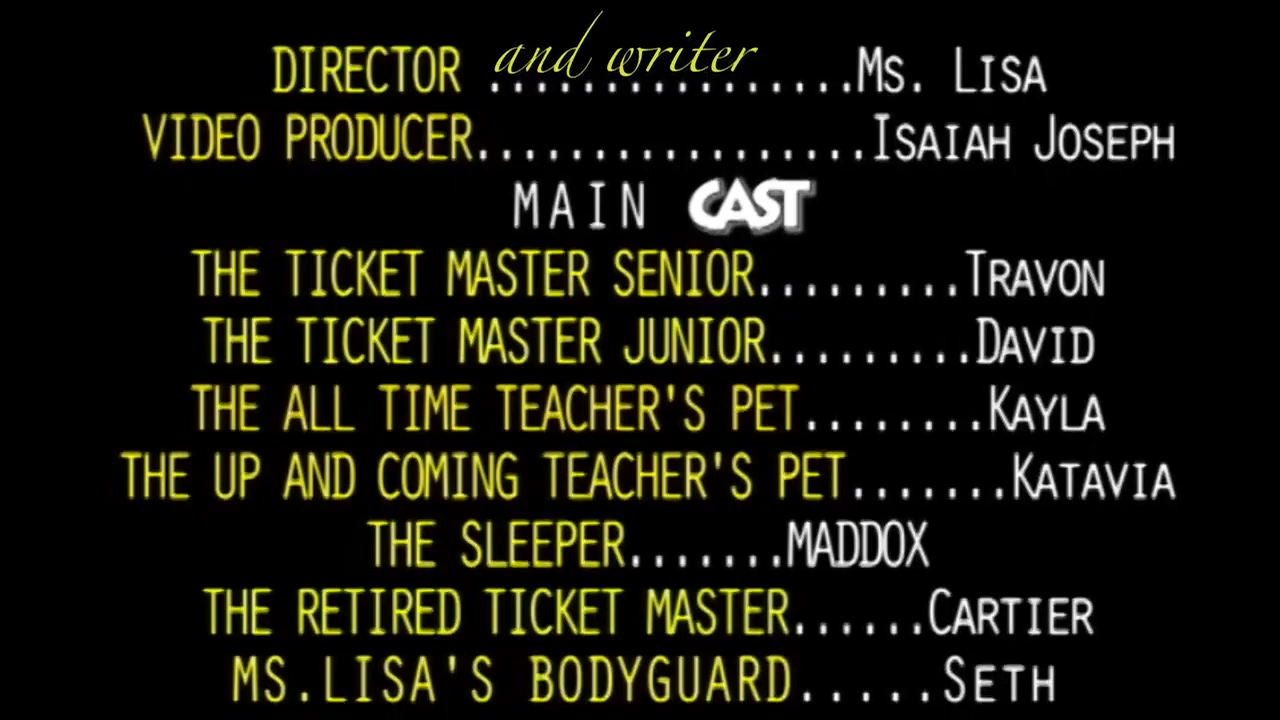 DIRECTOR and writer .................Ms. Lisa
VIDEO PRODUCER.................Isaiah Joseph
MAIN CAST
THE TICKET MASTER SENIOR.........Travon
THE TICKET MASTER JUNIOR.........David
THE ALL TIME TEACHER'S PET........Kayla
THE UP AND COMING TEACHER'S PET.......Katavia
THE SLEEPER.......MADDOX
THE RETIRED TICKET MASTER......Cartier
MS.LISA'S BODYGUARD.....Seth